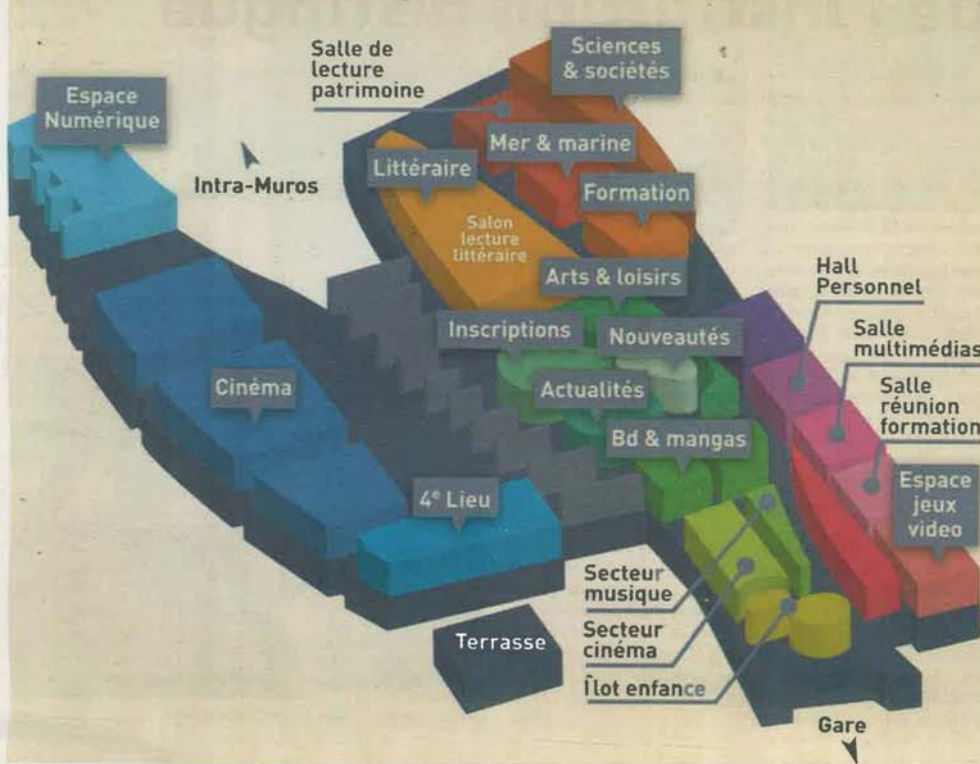 Salle de
lecture
patrimoine
Sciences
& sociétés
Espace
Numérique
Mer & marine
Littéraire
Intra-Muros
Formation
Salon
lecture
littéraire
Arts & loisirs
Hall
Personnel
Inscriptions
Nouveautés
Salle
multimédias
Cinéma
Actualités
Salle
réunion
formation
Bd & mangas
4e Lieu
Espace
jeux
video
Secteur
musique
Terrasse
Secteur
cinéma
Îlot enfance
Gare